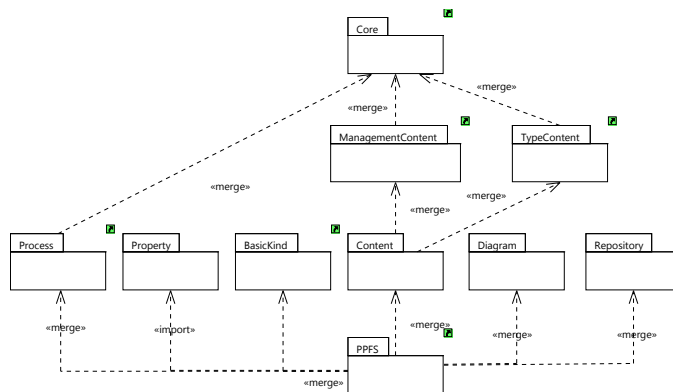 Core
«merge»
«merge»
ManagementContent
TypeContent
«merge»
«merge»
«merge»
Process
Property
BasicKind
Content
Diagram
Repository
«merge»
«import»
«merge»
«merge»
«merge»
PPFS
«merge»